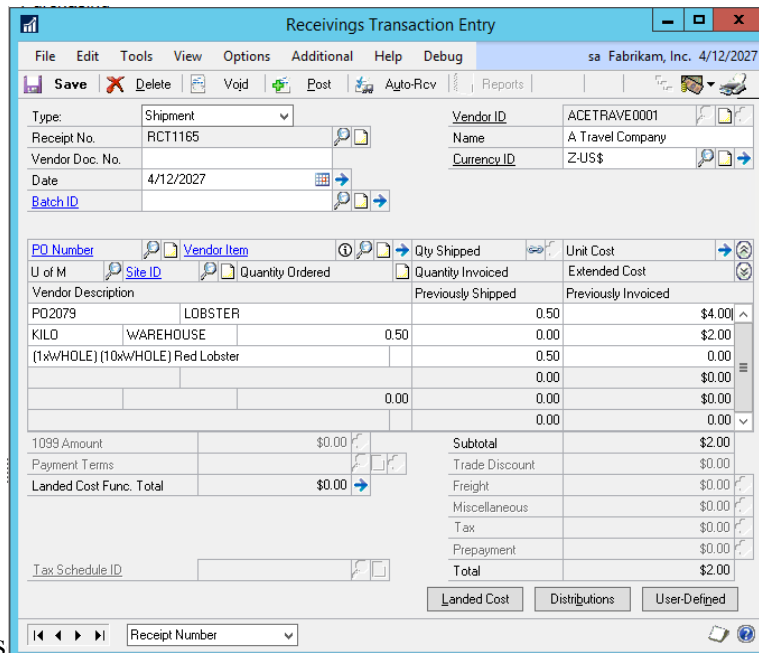 Receivings Transaction Entry
File Edit Tools View Options Additional Help Debug sa Fabrikam, Inc. 4/12/2027
Save Delete Void Post Auto-Rcv Reports
Type: Shipment Vendor ID ACETRAVE0001
Receipt No. RCT1165 Name A Travel Company
Vendor Doc. No. Currency ID Z-US$
Date 4/12/2027
Batch ID
PO Number Vendor Item Qty Shipped Unit Cost
U of M Site ID Quantity Ordered Quantity Invoiced Extended Cost
Vendor Description Previously Shipped Previously Invoiced
PO2079 LOBSTER 0.50 $4.00
KILO WAREHOUSE 0.50 0.00 $2.00
(1xWHOLE) (10xWHOLE) Red Lobster 0.50 0.00
0.00 $0.00
0.00 0.00 $0.00
0.00 0.00
1099 Amount $0.00 Subtotal $2.00
Payment Terms Trade Discount $0.00
Landed Cost Func. Total $0.00 Freight $0.00
Miscellaneous $0.00
Tax $0.00
Prepayment $0.00
Tax Schedule ID Total $2.00
Landed Cost Distributions User-Defined
Receipt Number
s